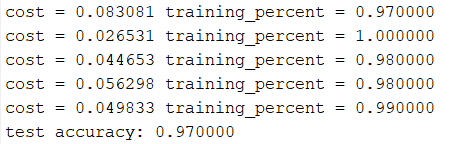 cost = 0.083081 training_percent = 0.970000
cost = 0.026531 training_percent = 1.000000
cost = 0.044653 training_percent = 0.980000
cost = 0.056298 training_percent = 0.980000
cost = 0.049833 training_percent = 0.990000
test accuracy: 0.970000